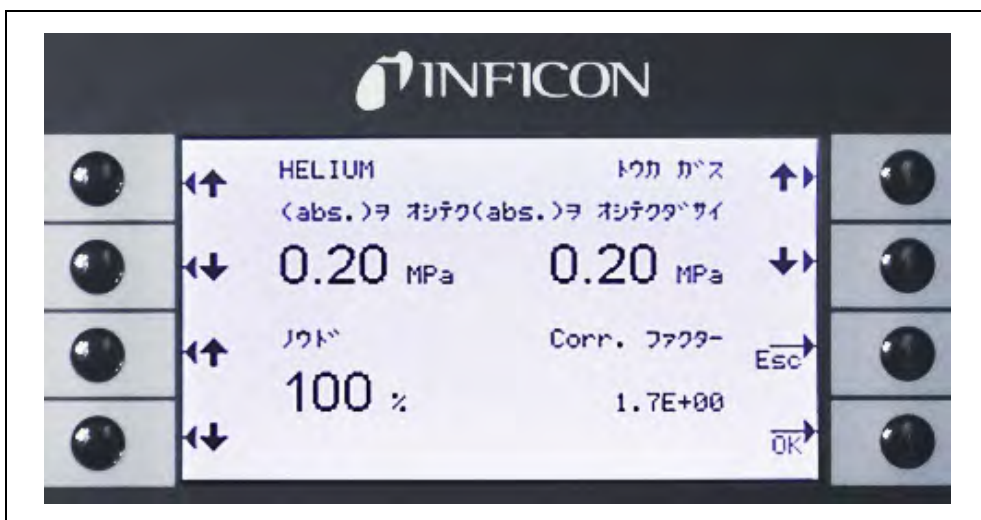 INFICON
HELIUM トウカ ガス
(abs.)ヲ オシテク(abs.)ヲ オシテクダサイ
0.20 MPa 0.20 MPa
ノウド Corr. ファクター
Esc
100 % 1.7E+00
OK